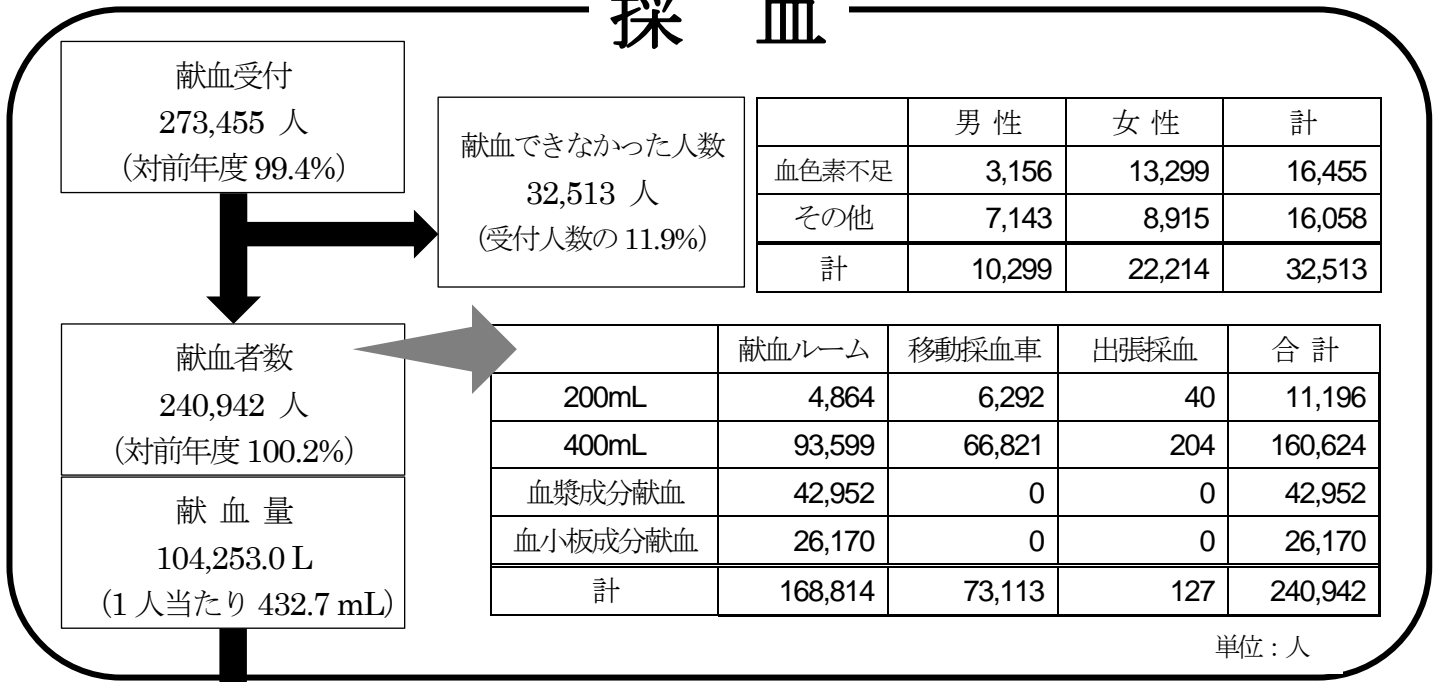 採 血
献血受付
273,455 人
(対前年度 99.4%)
献血できなかった人数
32,513 人
(受付人数の 11.9%)
男 性 女 性 計
血色素不足 3,156 13,299 16,455
その他 7,143 8,915 16,058
計 10,299 22,214 32,513
献血者数
240,942 人
(対前年度 100.2%)
献 血 量
104,253.0 L
(1 人当たり 432.7 mL)
献血ルーム 移動採血車 出張採血 合 計
200mL 4,864 6,292 40 11,196
400mL 93,599 66,821 204 160,624
血漿成分献血 42,952 0 0 42,952
血小板成分献血 26,170 0 0 26,170
計 168,814 73,113 127 240,942
単位：人